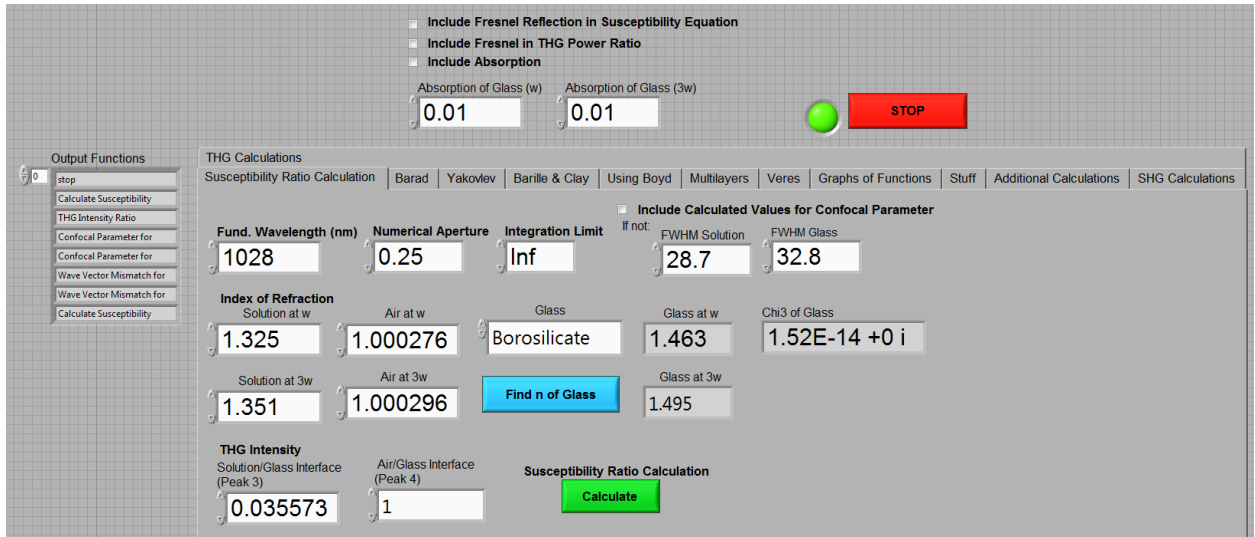 Include Fresnel Reflection in Susceptibility Equation
Include Fresnel in THG Power Ratio
Include Absorption
Absorption of Glass (w) Absorption of Glass (3w)
0.01 0.01
STOP
Output Functions
0
stop
Calculate Susceptibility
THG Intensity Ratio
Confocal Parameter for
Confocal Parameter for
Wave Vector Mismatch for
Wave Vector Mismatch for
Calculate Susceptibility
THG Calculations
Susceptibility Ratio Calculation Barad Yakovlev Barille & Clay Using Boyd Multilayers Veres Graphs of Functions Stuff Additional Calculations SHG Calculations
Include Calculated Values for Confocal Parameter
Fund. Wavelength (nm) Numerical Aperture Integration Limit If not: FWHM Solution FWHM Glass
1028 0.25 Inf 28.7 32.8
Index of Refraction
Solution at w Air at w Glass Glass at w Chi3 of Glass
1.325 1.000276 Borosilicate 1.463 1.52E-14 +0 i
Solution at 3w Air at 3w Glass at 3w
1.351 1.000296 Find n of Glass 1.495
THG Intensity
Solution/Glass Interface
(Peak 3)
Air/Glass Interface
(Peak 4)
Susceptibility Ratio Calculation
0.035573 1 Calculate